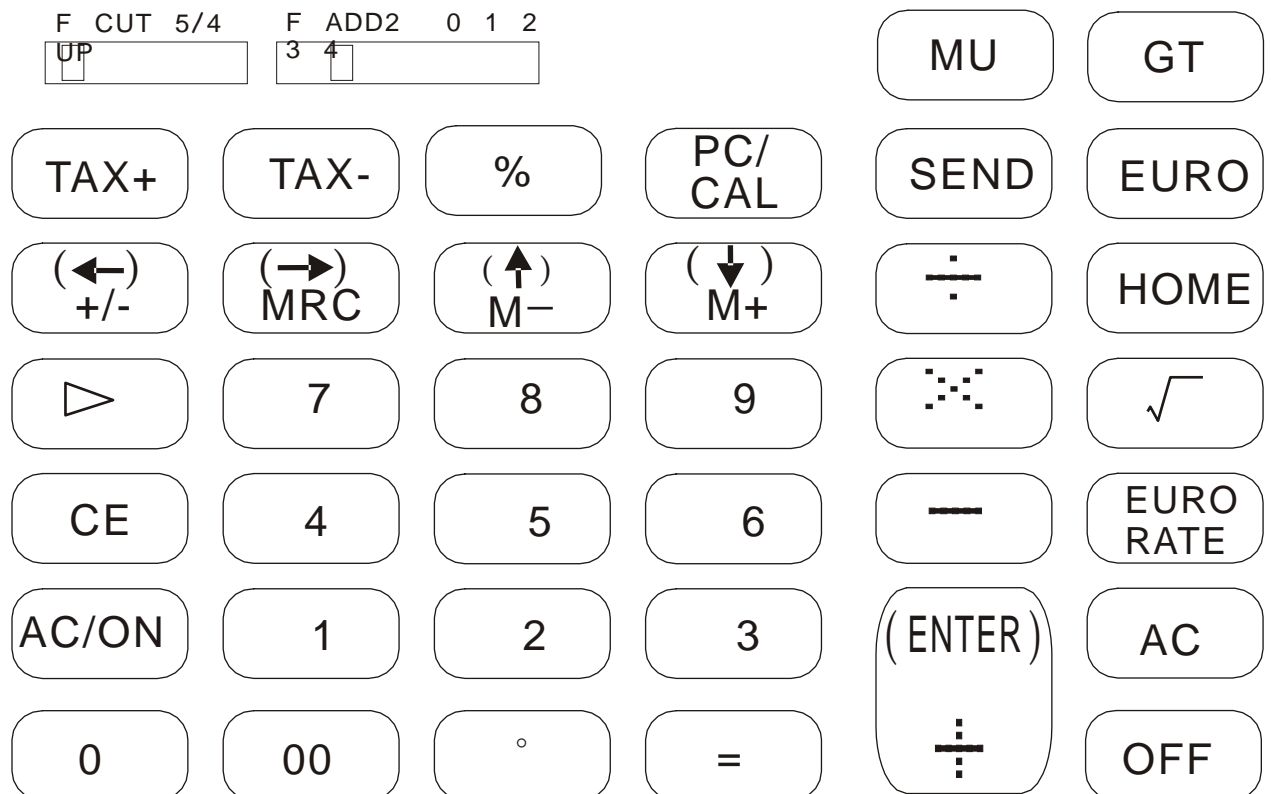 F CUT 5/4
UP
F ADD2 0 1 2
3 4
MU
GT
TAX+
TAX-
%
PC/
CAL
SEND
EURO
(←)
+/-
(→)
MRC
(↑)
M−
(↓)
M+
÷
HOME
▷
7
8
9
×
√
CE
4
5
6
−
EURO
RATE
AC/ON
1
2
3
(ENTER)
+
AC
0
00
°
=
OFF